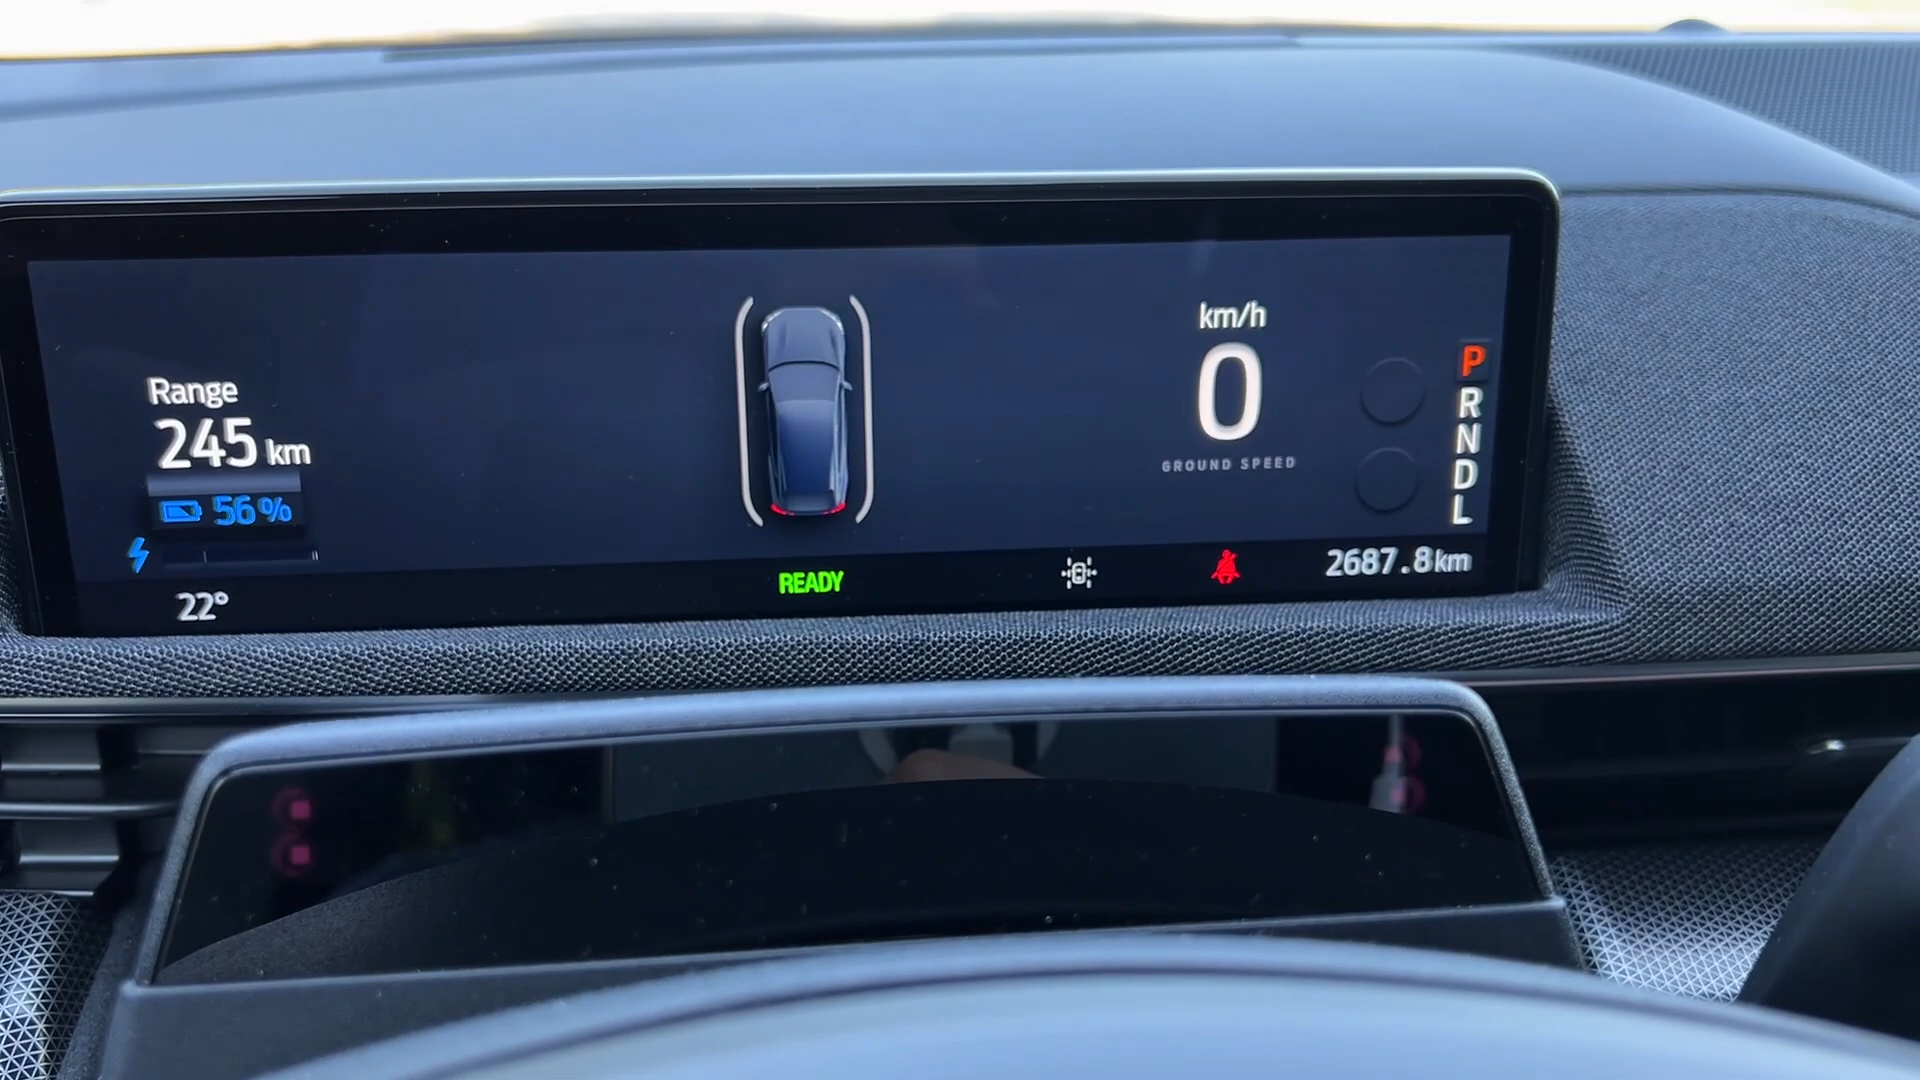 Range
245 km
56%
22°
READY
km/h
0
GROUND SPEED
P
R
N
D
L
2687.8km